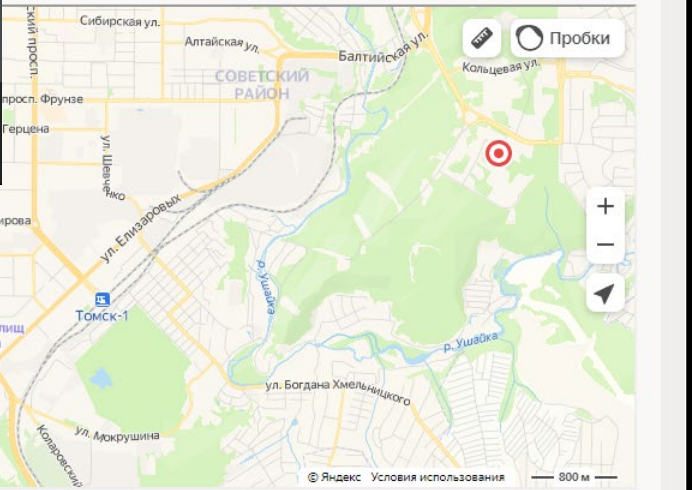 Сибирская ул.
Алтайская ул.
Балтийская ул.
Пробки
Кольцевая ул.
СОВЕТСКИЙ
РАЙОН
просп.
просп. Фрунзе
Герцена
ул. Шевченко
ул. Елизаровых
р. Ушайка
Томск-1
р. Ушайка
ул. Богдана Хмельницкого
ул. Мокрушина
© Яндекс Условия использования
800 м